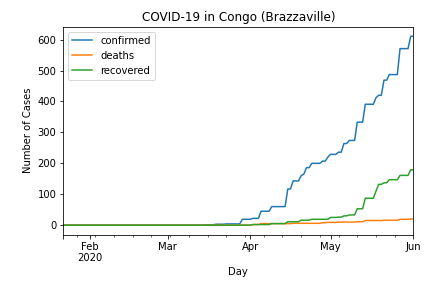 COVID-19 in Congo (Brazzaville)
confirmed
deaths
recovered
Number of Cases
600
500
400
300
200
100
0
Feb
2020
Mar
Apr
May
Jun
Day